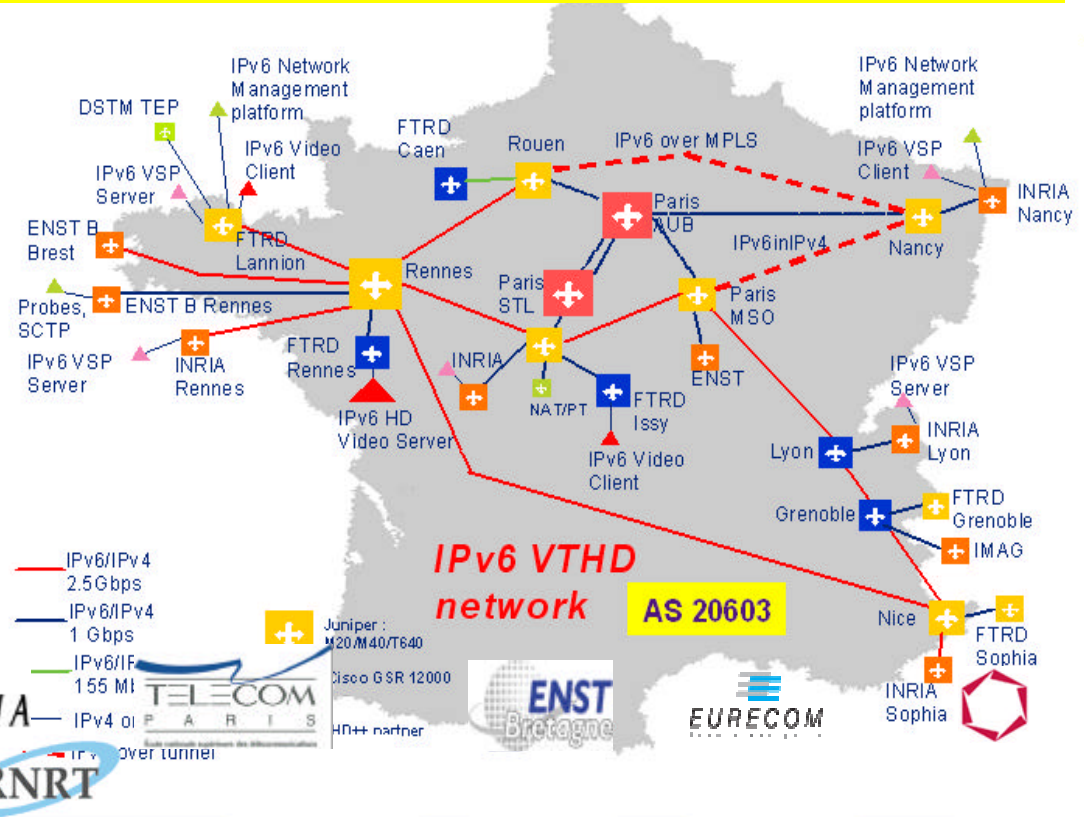 IPv6 Network
Management
platform
DSTM TEP
IPv6 Video
Client
IPv6 VSP
Server
ENST B
Brest
FTRD
Lannion
Probes,
SCTP
ENST B Rennes
IPv6 VSP
Server
INRIA
Rennes
FTRD
Rennes
IPv6 HD
Video Server
Rennes
FTRD
Caen
Rouen
IPv6 over MPLS
Paris
AUB
IPv6inIPv4
Paris
STL
Paris
MSO
INRIA
NAT/PT
FTRD
Issy
IPv6 Video
Client
ENST
IPv6 Network
Management
platform
IPv6 VSP
Client
INRIA
Nancy
Nancy
IPv6 VSP
Server
INRIA
Lyon
Lyon
Grenoble
FTRD
Grenoble
IMAG
Nice
FTRD
Sophia
INRIA
Sophia
IPv6 VTHD
network
AS 20603
IPv6/IPv4
2.5Gbps
IPv6/IPv4
1 Gbps
155
IPv4
over tunnel
Juniper :
M20/M40/T640
Cisco GSR 12000
partner
TELECOM
PARIS
ENST
Bretagne
EURECOM
RNRT